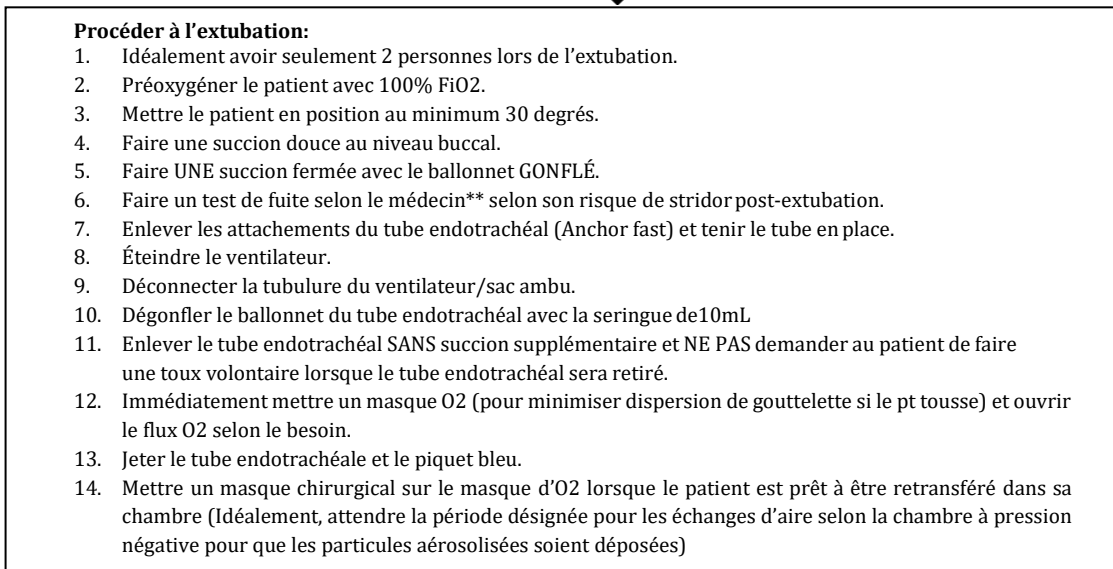 Procéder à l'extubation:
1. Idéalement avoir seulement 2 personnes lors de l'extubation.
2. Préoxygéner le patient avec 100% FiO2.
3. Mettre le patient en position au minimum 30 degrés.
4. Faire une succion douce au niveau buccal.
5. Faire UNE succion fermée avec le ballonnet GONFLÉ.
6. Faire un test de fuite selon le médecin** selon son risque de stridor post-extubation.
7. Enlever les attachements du tube endotrachéal (Anchor fast) et tenir le tube en place.
8. Éteindre le ventilateur.
9. Déconnecter la tubulure du ventilateur/sac ambu.
10. Dégonfler le ballonnet du tube endotrachéal avec la seringue de10mL
11. Enlever le tube endotrachéal SANS succion supplémentaire et NE PAS demander au patient de faire
une toux volontaire lorsque le tube endotrachéal sera retiré.
12. Immédiatement mettre un masque O2 (pour minimiser dispersion de gouttelette si le pt tousse) et ouvrir
le flux O2 selon le besoin.
13. Jeter le tube endotrachéale et le piquet bleu.
14. Mettre un masque chirurgical sur le masque d'O2 lorsque le patient est prêt à être retransféré dans sa
chambre (Idéalement, attendre la période désignée pour les échanges d'aire selon la chambre à pression
négative pour que les particules aérosolisées soient déposées)